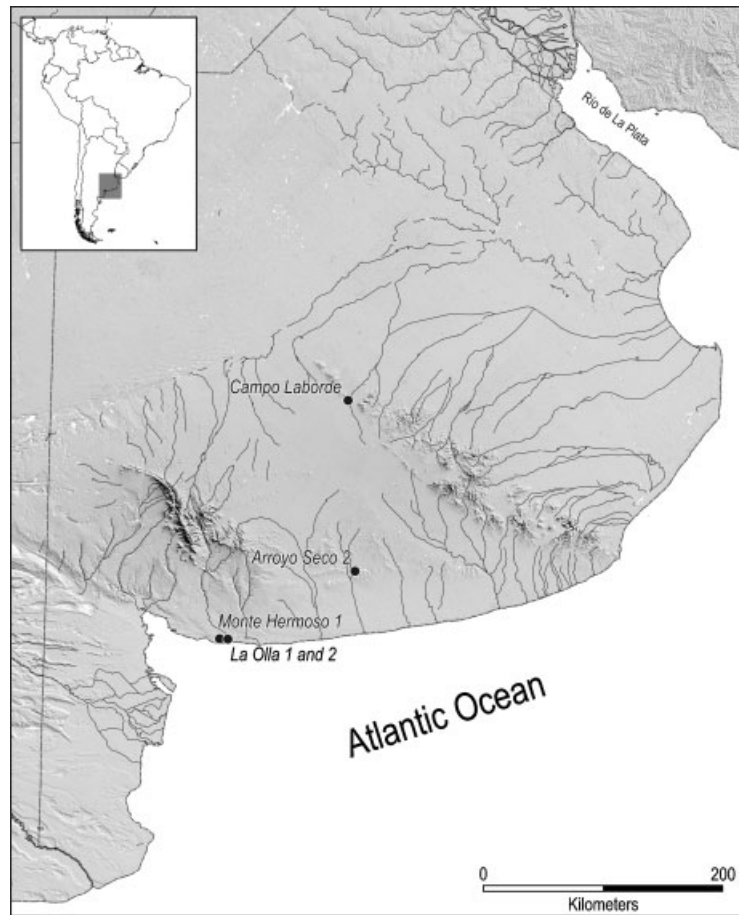 Río de La Plata
Campo Laborde
Arroyo Seco 2
Monte Hermoso 1
La Olla 1 and 2
Atlantic Ocean
0 200
Kilometers